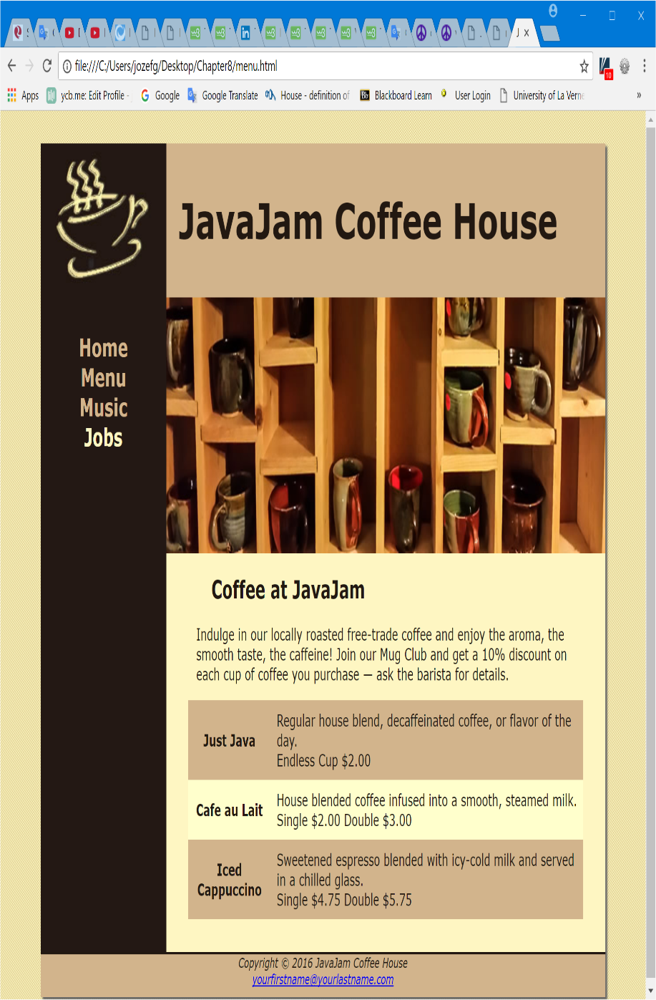 file:///C:/Users/jozefg/Desktop/Chapter8/menu.html
10
Apps ycb.me: Edit Profile - Google Google Translate House - definition of Bb Blackboard Learn User Login University of La Verne »
JavaJam Coffee House
Home
Menu
Music
Jobs
Coffee at JavaJam
Indulge in our locally roasted free-trade coffee and enjoy the aroma, the
smooth taste, the caffeine! Join our Mug Club and get a 10% discount on
each cup of coffee you purchase — ask the barista for details.
Just Java
Regular house blend, decaffeinated coffee, or flavor of the
day.
Endless Cup $2.00
Cafe au Lait
House blended coffee infused into a smooth, steamed milk.
Single $2.00 Double $3.00
Iced
Cappuccino
Sweetened espresso blended with icy-cold milk and served
in a chilled glass.
Single $4.75 Double $5.75
Copyright © 2016 JavaJam Coffee House
yourfirstname@yourlastname.com